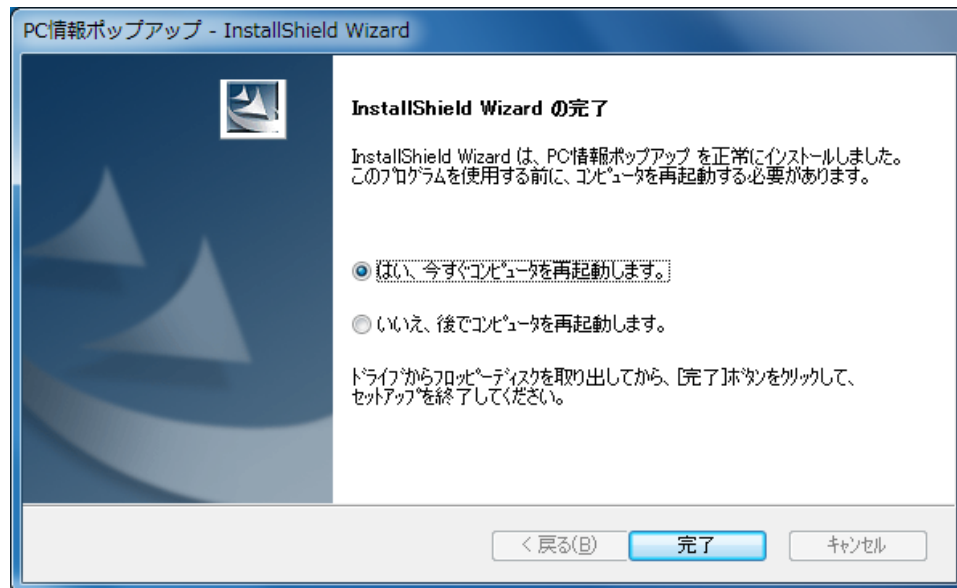 PC情報ポップアップ - InstallShield Wizard
InstallShield Wizard の完了
InstallShield Wizard は、PC情報ポップアップ を正常にインストールしました。
このプログラムを使用する前に、コンピュータを再起動する必要があります。
はい、今すぐコンピュータを再起動します。
いいえ、後でコンピュータを再起動します。
ドライブからフロッピーディスクを取り出してから、[完了]ボタンをクリックして、
セットアップを終了してください。
< 戻る(B)
完了
キャンセル